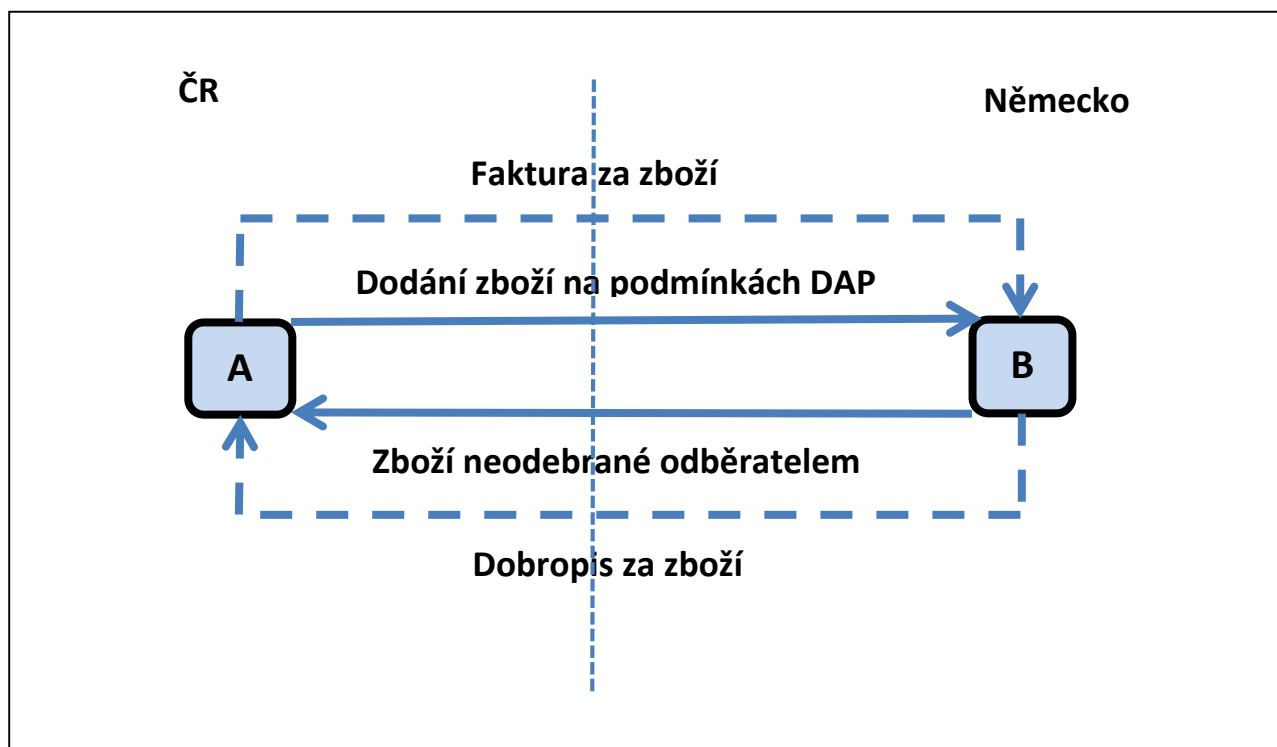 ČR
Německo
Faktura za zboží
Dodání zboží na podmínkách DAP
A
B
Zboží neodebrané odběratelem
Dobropis za zboží